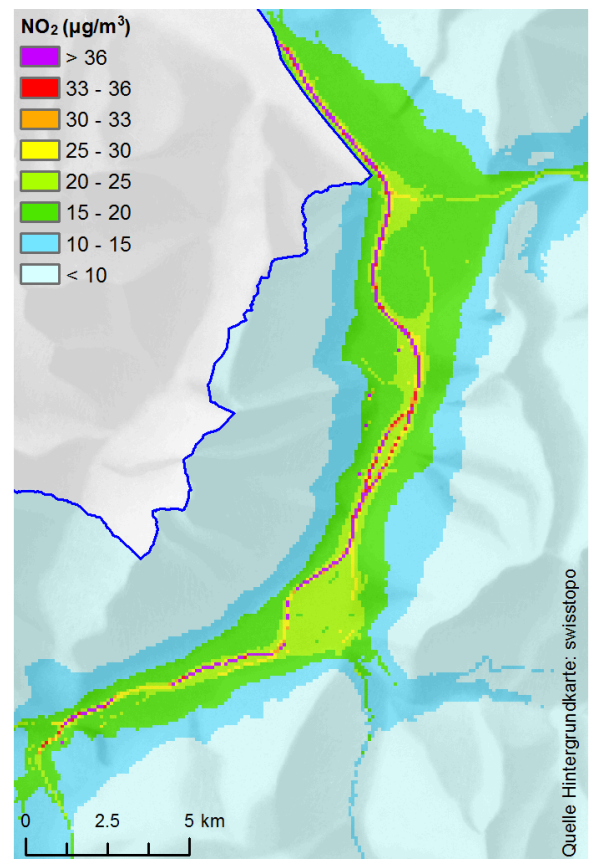 NO₂ (µg/m³)
> 36
33 - 36
30 - 33
25 - 30
20 - 25
15 - 20
10 - 15
< 10
Quelle Hintergrundkarte: swisstopo
0 2.5 5 km